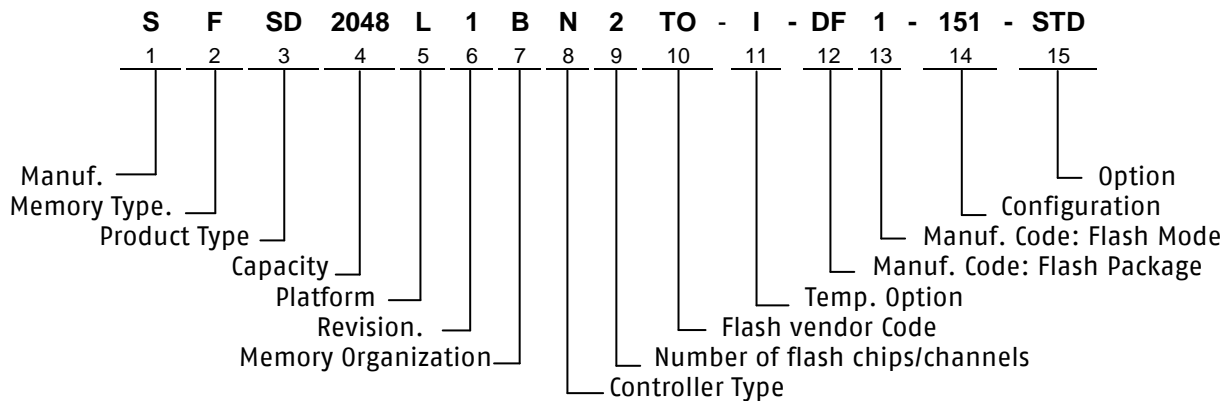 S F SD 2048 L 1 B N 2 TO - I - DF 1 - 151 - STD
1 2 3 4 5 6 7 8 9 10 11 12 13 14 15
Manuf. Option
Memory Type. Configuration
Product Type Manuf. Code: Flash Mode
Capacity Manuf. Code: Flash Package
Platform Temp. Option
Revision. Flash vendor Code
Memory Organization Number of flash chips/channels
Controller Type